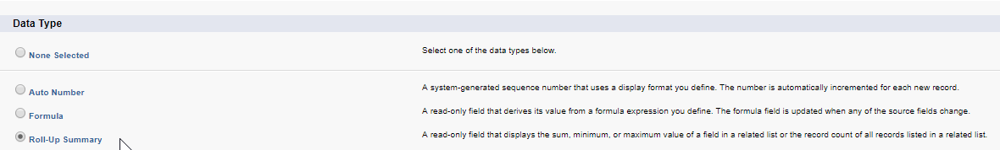 Data Type
None Selected Select one of the data types below.
Auto Number A system-generated sequence number that uses a display format you define. The number is automatically incremented for each new record.
Formula A read-only field that derives its value from a formula expression you define. The formula field is updated when any of the source fields change.
Roll-Up Summary A read-only field that displays the sum, minimum, or maximum value of a field in a related list or the record count of all records listed in a related list.